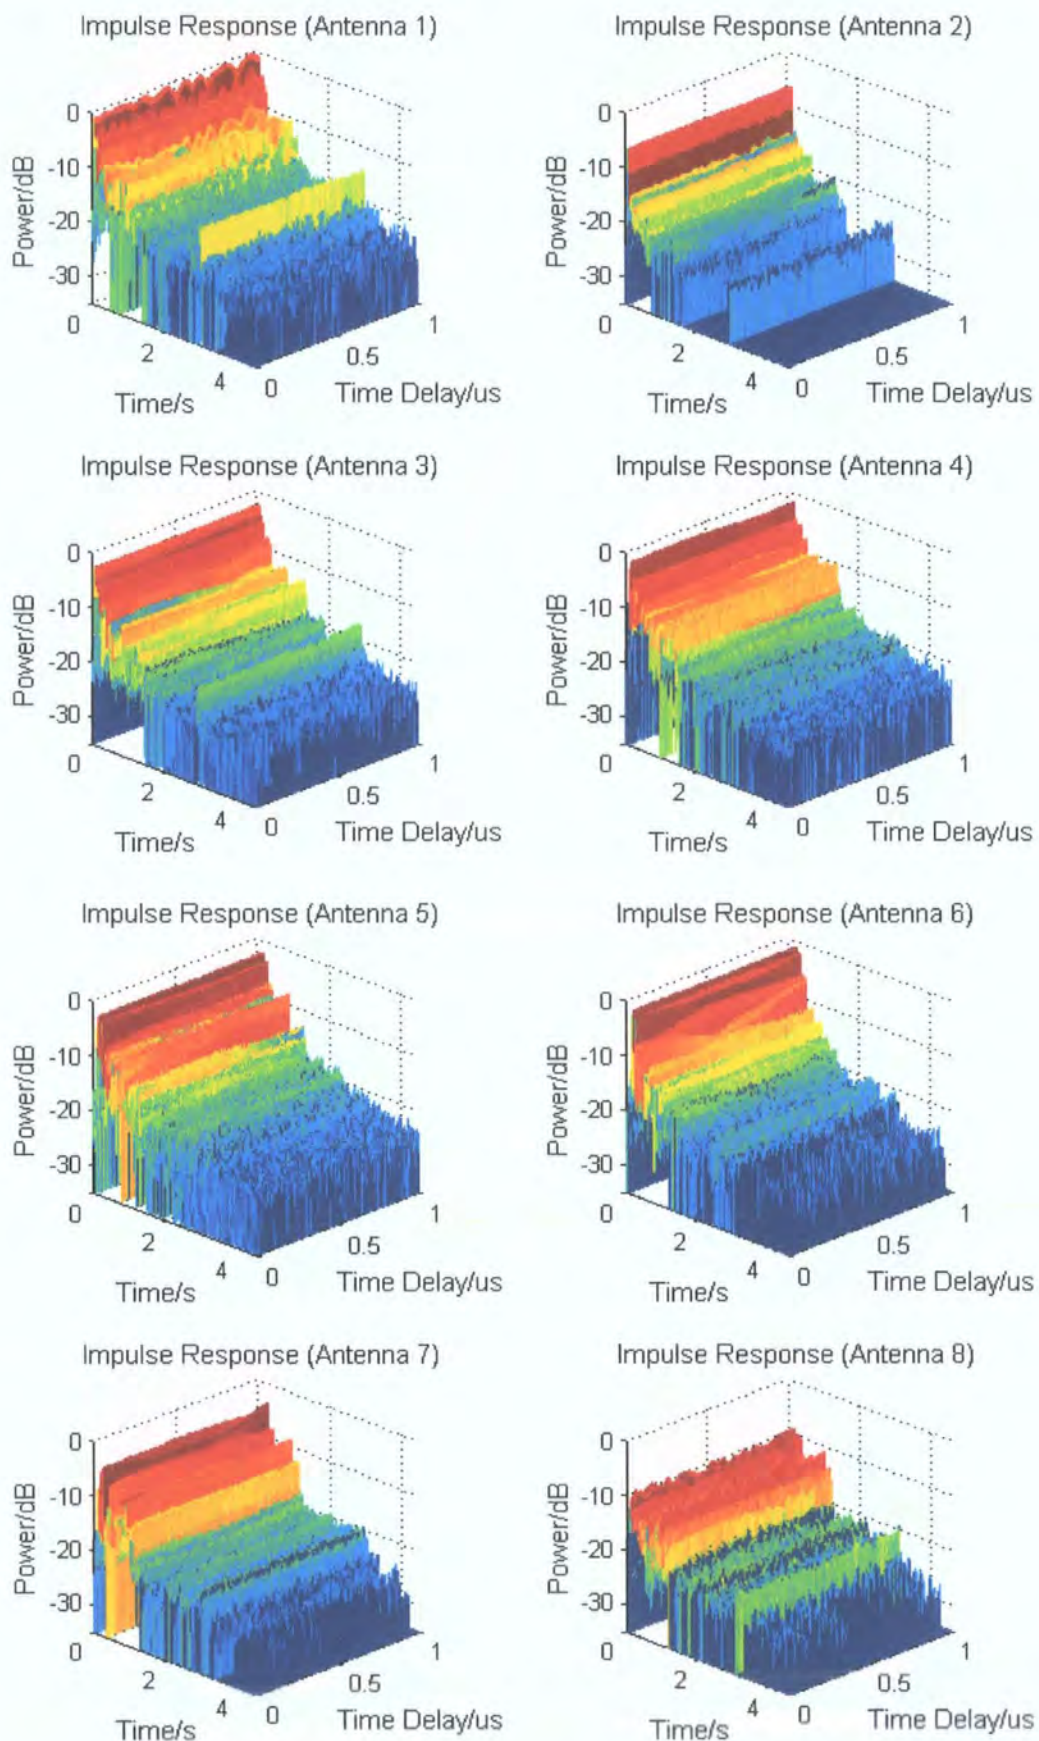 Impulse Response (Antenna 1)
Power/dB
0
-10
-20
-30
0
2
4
Time/s
0
0.5
1
Time Delay/us
Impulse Response (Antenna 2)
Power/dB
0
-10
-20
-30
0
2
4
Time/s
0
0.5
1
Time Delay/us
Impulse Response (Antenna 3)
Power/dB
0
-10
-20
-30
0
2
4
Time/s
0
0.5
1
Time Delay/us
Impulse Response (Antenna 4)
Power/dB
0
-10
-20
-30
0
2
4
Time/s
0
0.5
1
Time Delay/us
Impulse Response (Antenna 5)
Power/dB
0
-10
-20
-30
0
2
4
Time/s
0
0.5
1
Time Delay/us
Impulse Response (Antenna 6)
Power/dB
0
-10
-20
-30
0
2
4
Time/s
0
0.5
1
Time Delay/us
Impulse Response (Antenna 7)
Power/dB
0
-10
-20
-30
0
2
4
Time/s
0
0.5
1
Time Delay/us
Impulse Response (Antenna 8)
Power/dB
0
-10
-20
-30
0
2
4
Time/s
0
0.5
1
Time Delay/us